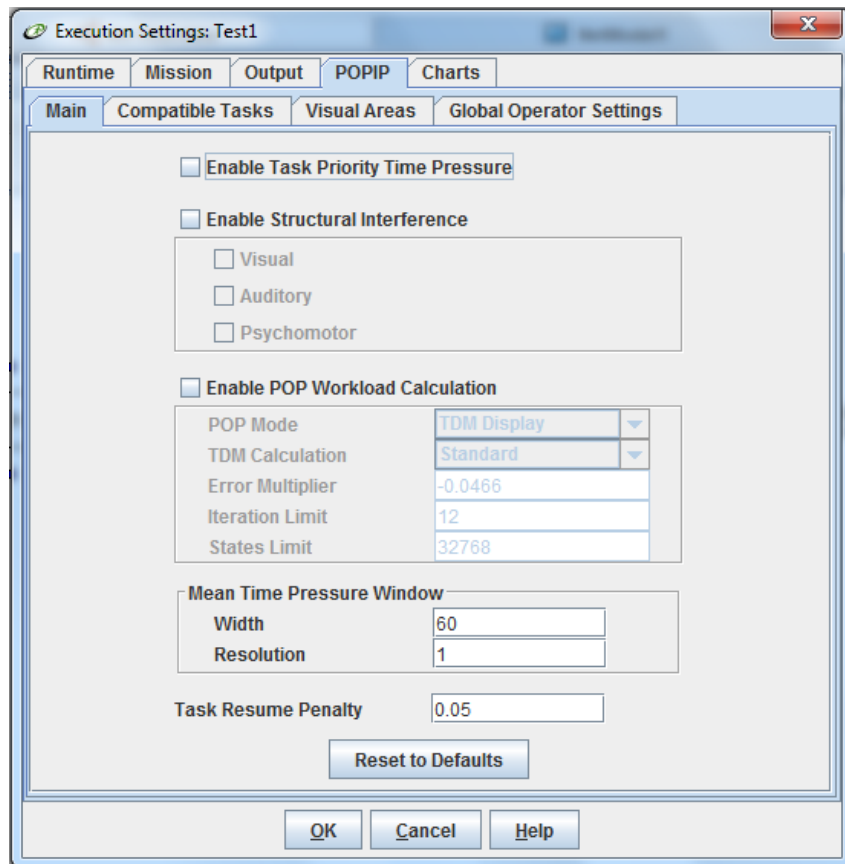 Execution Settings: Test1
Runtime Mission Output POPIP Charts
Main Compatible Tasks Visual Areas Global Operator Settings
Enable Task Priority Time Pressure
Enable Structural Interference
Visual
Auditory
Psychomotor
Enable POP Workload Calculation
POP Mode TDM Display
TDM Calculation Standard
Error Multiplier -0.0466
Iteration Limit 12
States Limit 32768
Mean Time Pressure Window
Width 60
Resolution 1
Task Resume Penalty 0.05
Reset to Defaults
OK Cancel Help